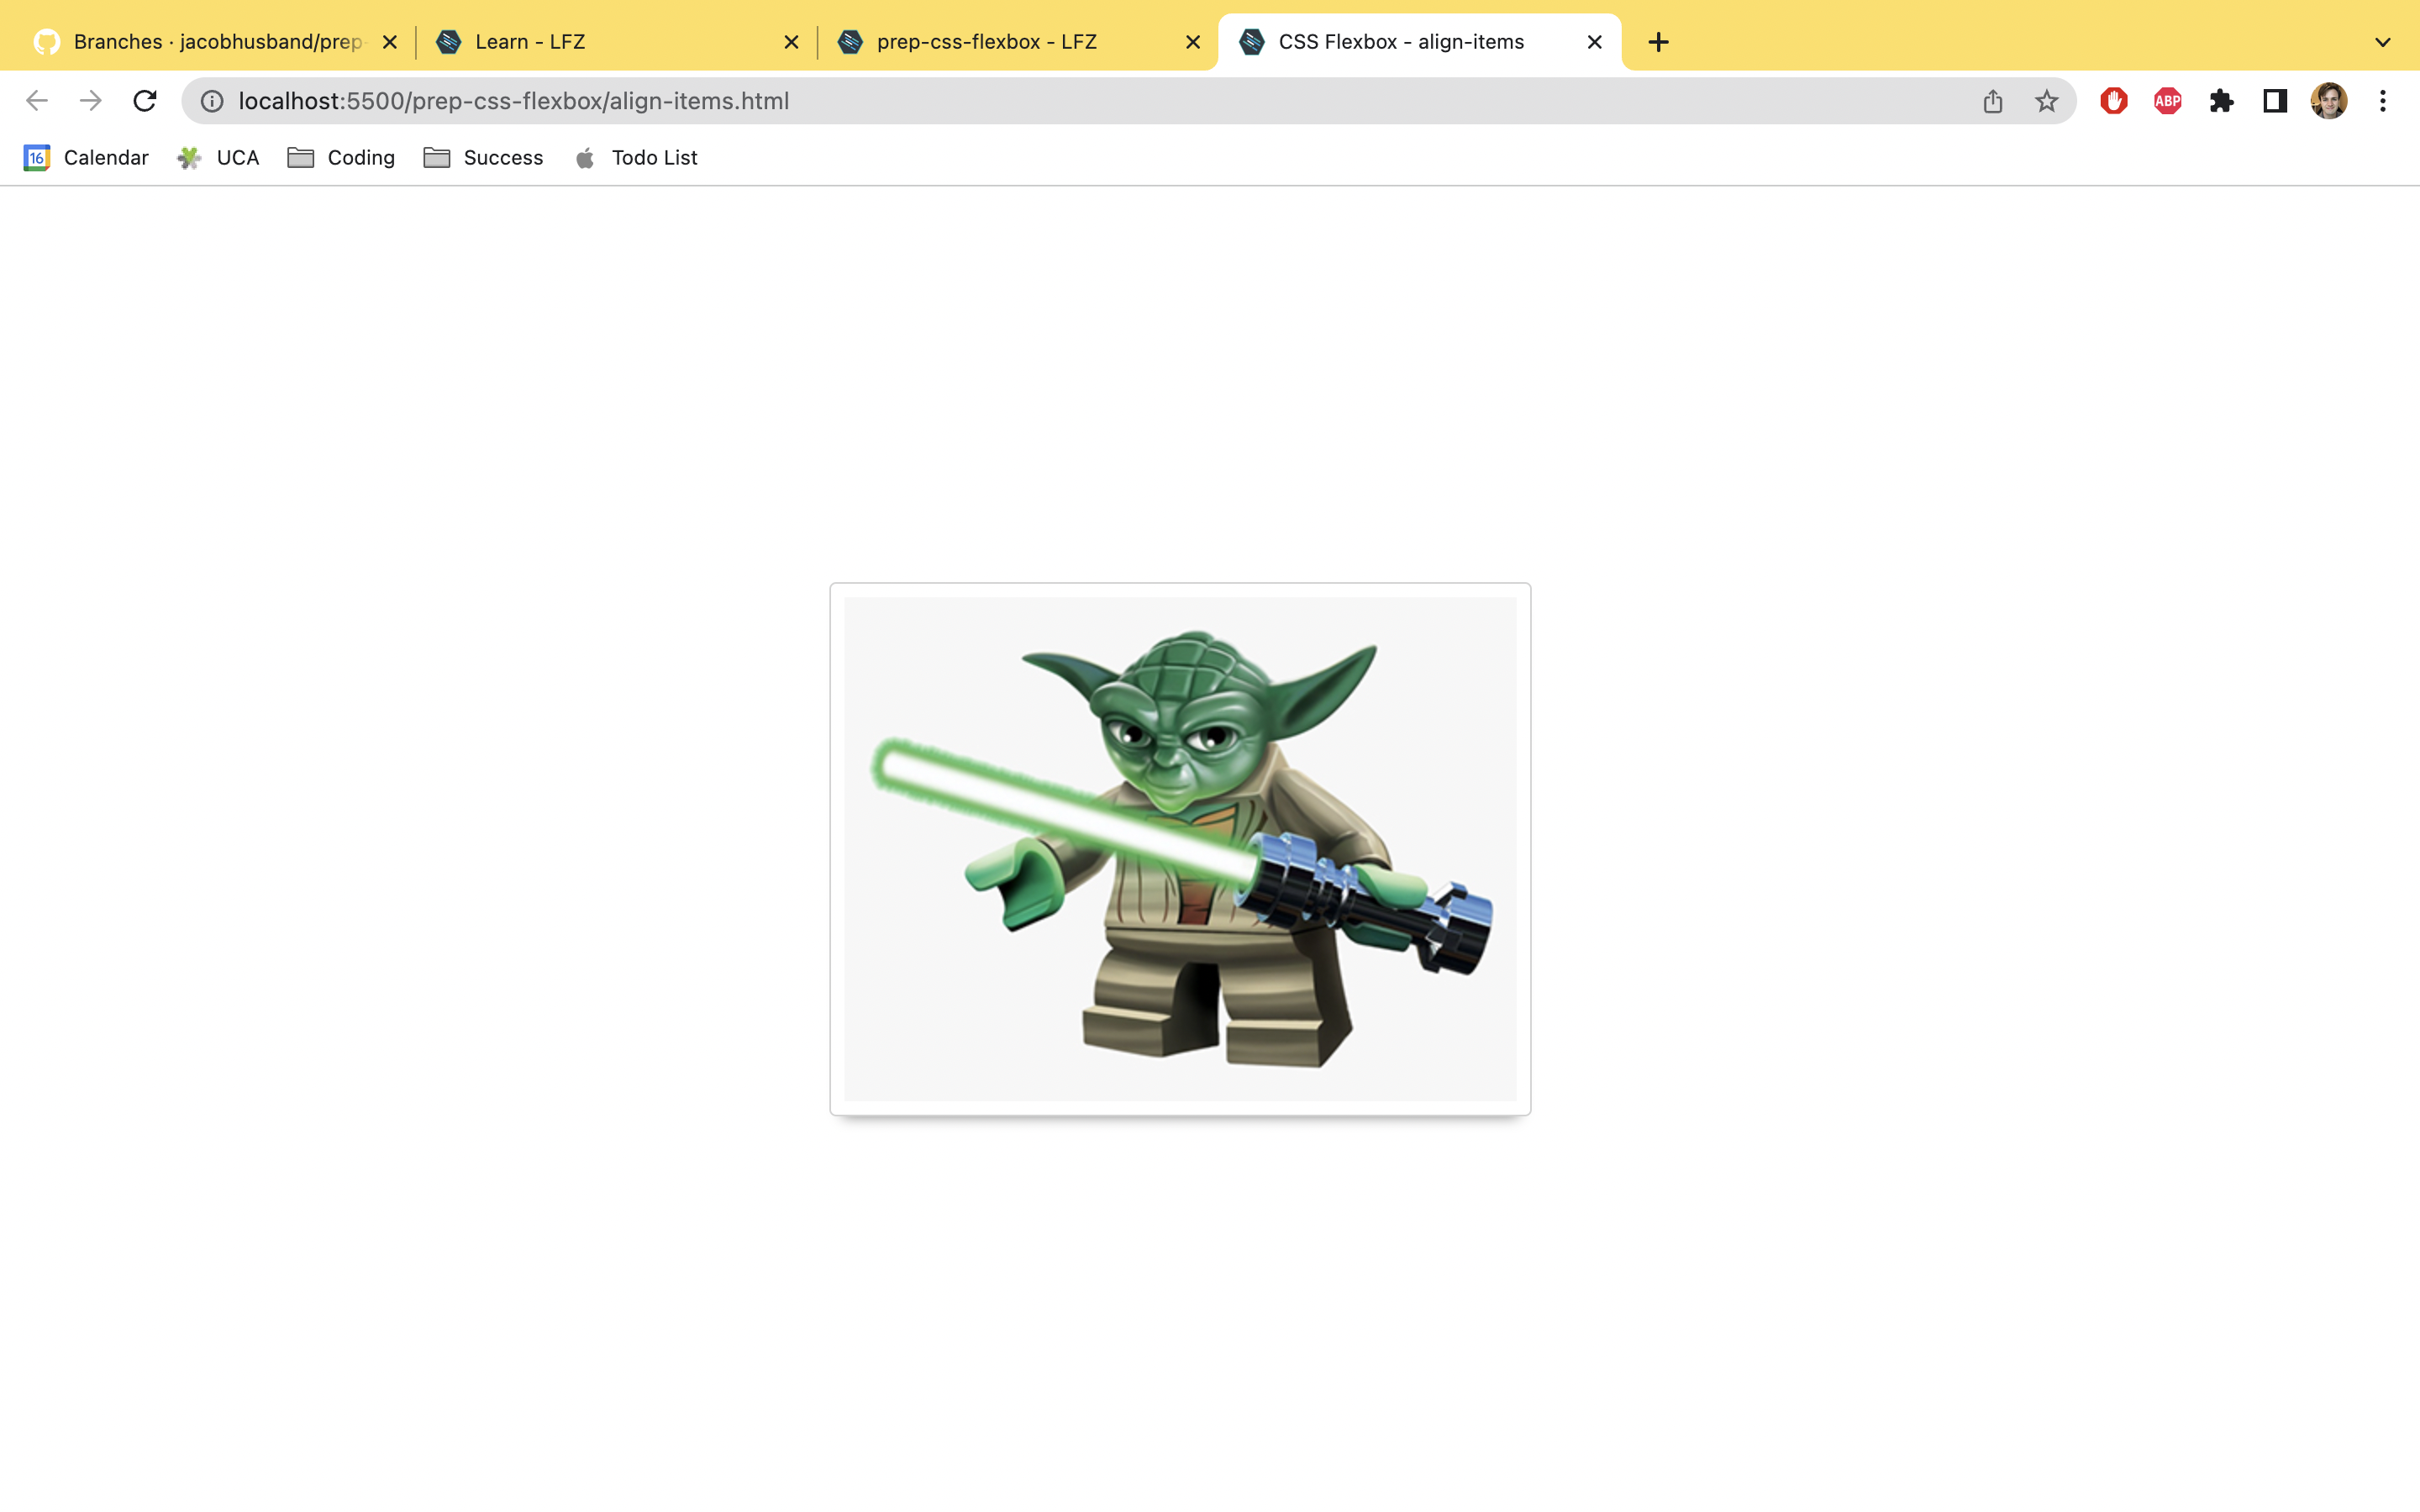 Branches · jacobhusband/prep- Learn - LFZ prep-css-flexbox - LFZ CSS Flexbox - align-items
localhost:5500/prep-css-flexbox/align-items.html ABP
16 Calendar UCA Coding Success Todo List